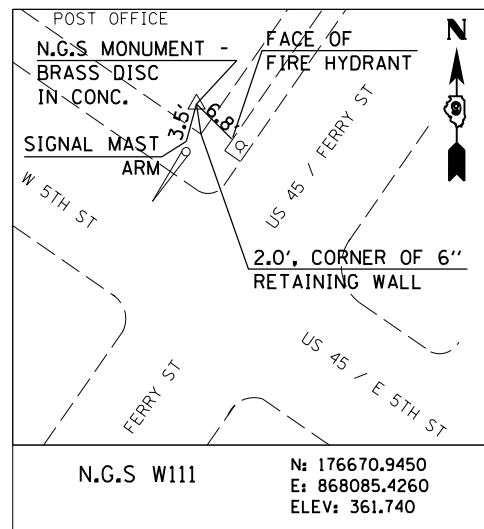 POST OFFICE
N.G.S MONUMENT -
BRASS DISC
IN CONC.
FACE OF
FIRE HYDRANT
N
9
3.5'
6.8'
SIGNAL MAST
ARM
W 5TH ST
US 45 / FERRY ST
2.0', CORNER OF 6''
RETAINING WALL
FERRY ST
US 45 / E 5TH ST
N.G.S W111
N: 176670.9450
E: 868085.4260
ELEV: 361.740